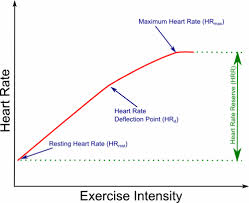 Maximum Heart Rate (HRmax)
Heart Rate
Heart Rate Reserve (HRR)
Heart Rate
Deflection Point (HRd)
Resting Heart Rate (HRrest)
Exercise Intensity